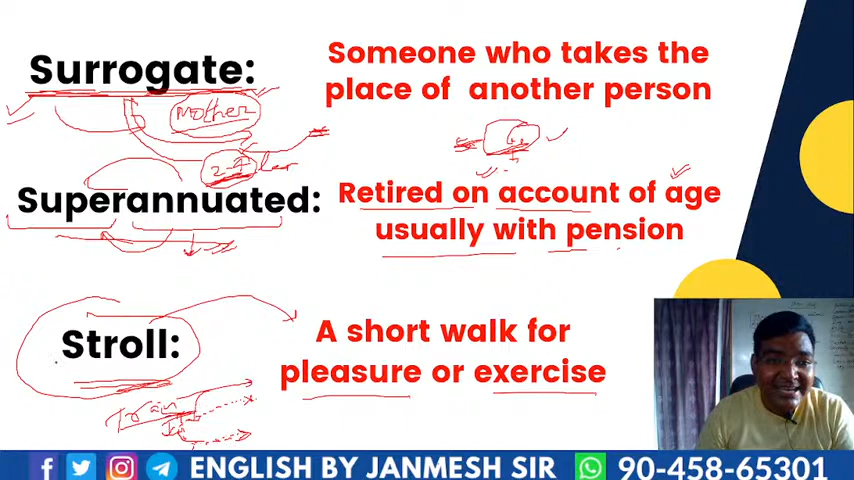 Surrogate:
Someone who takes the
place of another person
Mother
Superannuated:
Retired on account of age
usually with pension
Stroll:
A short walk for
pleasure or exercise
Train
ENGLISH BY JANMESH SIR
90-458-65301